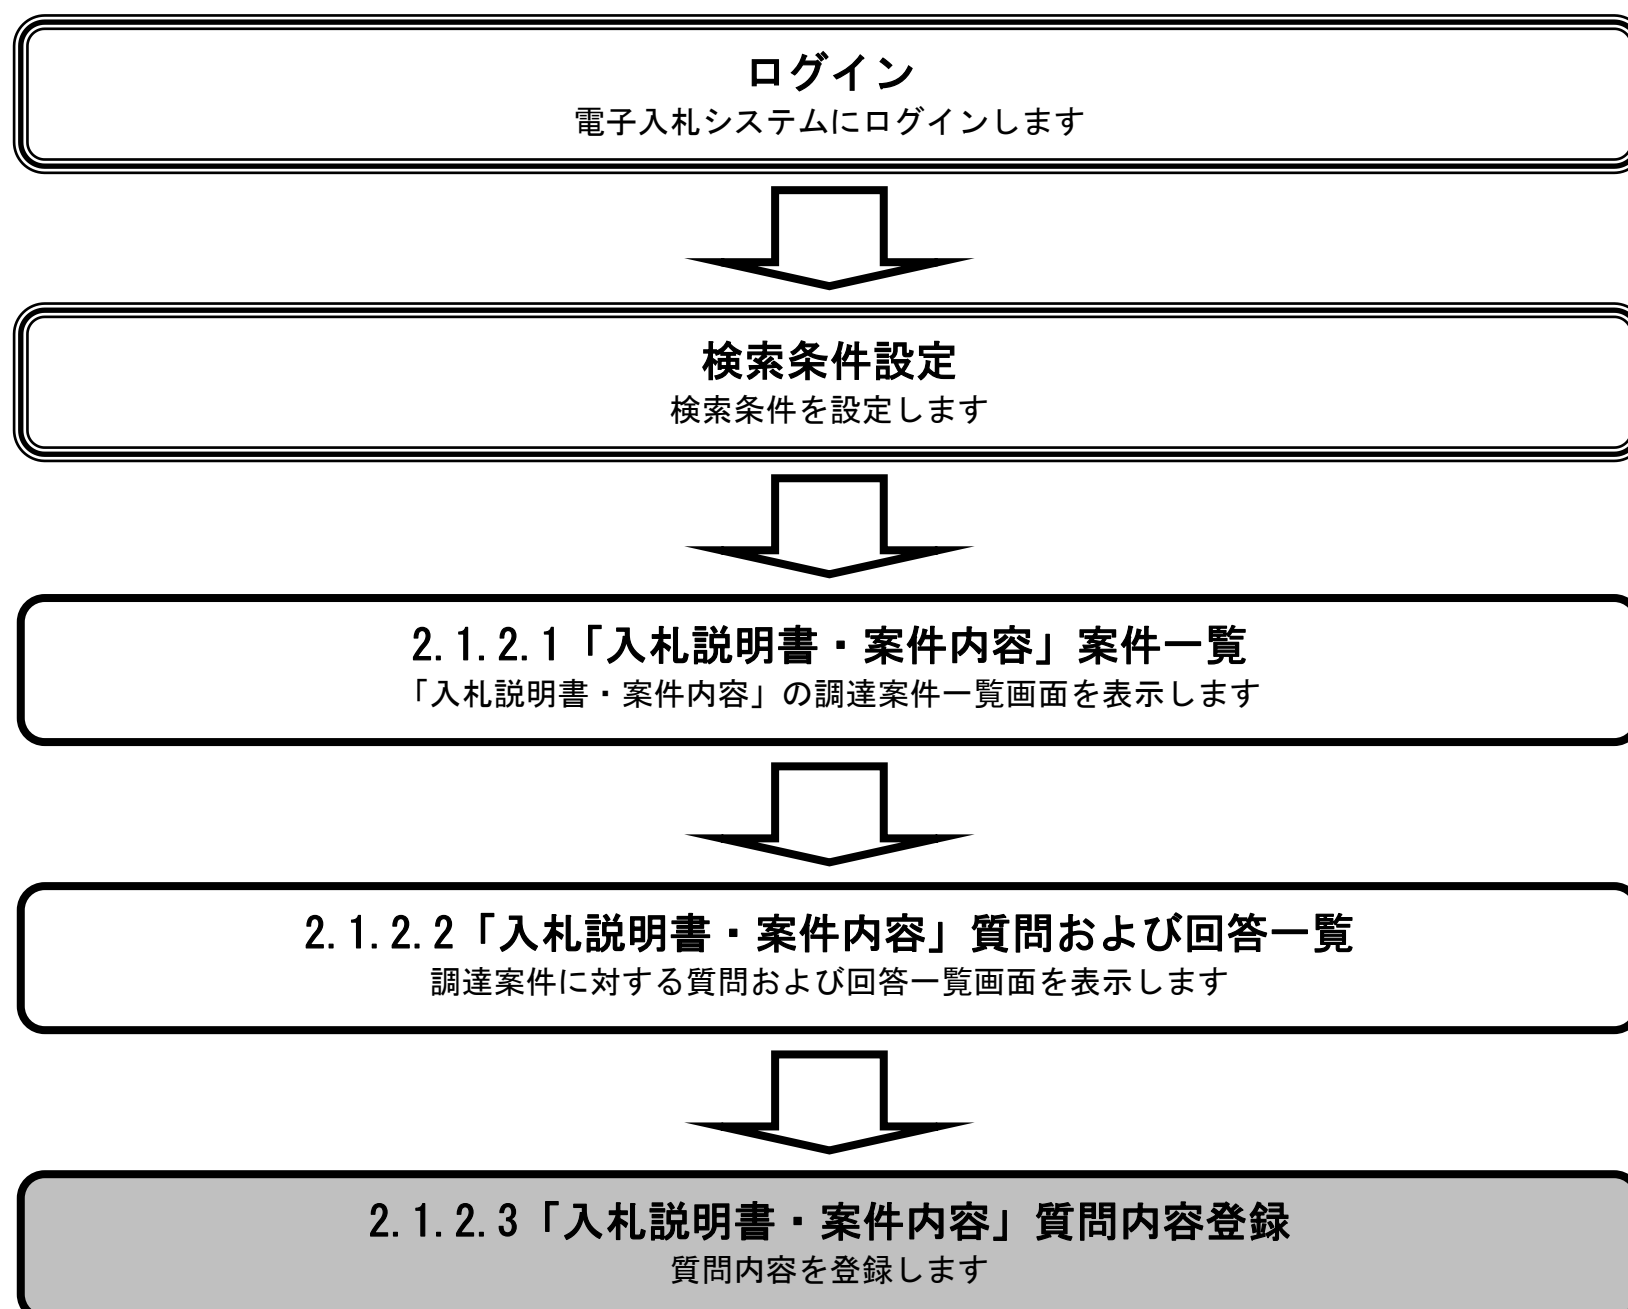 ログイン
電子入札システムにログインします
検索条件設定
検索条件を設定します
2.1.2.1「入札説明書・案件内容」案件一覧
「入札説明書・案件内容」の調達案件一覧画面を表示します
2.1.2.2「入札説明書・案件内容」質問および回答一覧
調達案件に対する質問および回答一覧画面を表示します
2.1.2.3「入札説明書・案件内容」質問内容登録
質問内容を登録します